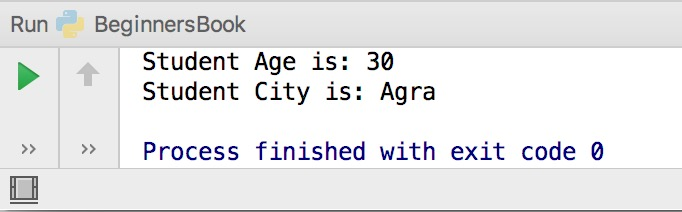 Run BeginnersBook
Student Age is: 30
Student City is: Agra
Process finished with exit code 0